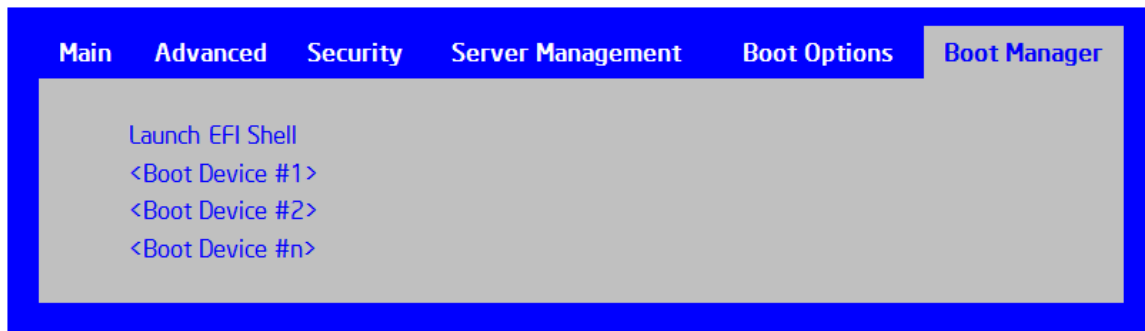 Main Advanced Security Server Management Boot Options Boot Manager
Launch EFI Shell
<Boot Device #1>
<Boot Device #2>
<Boot Device #n>